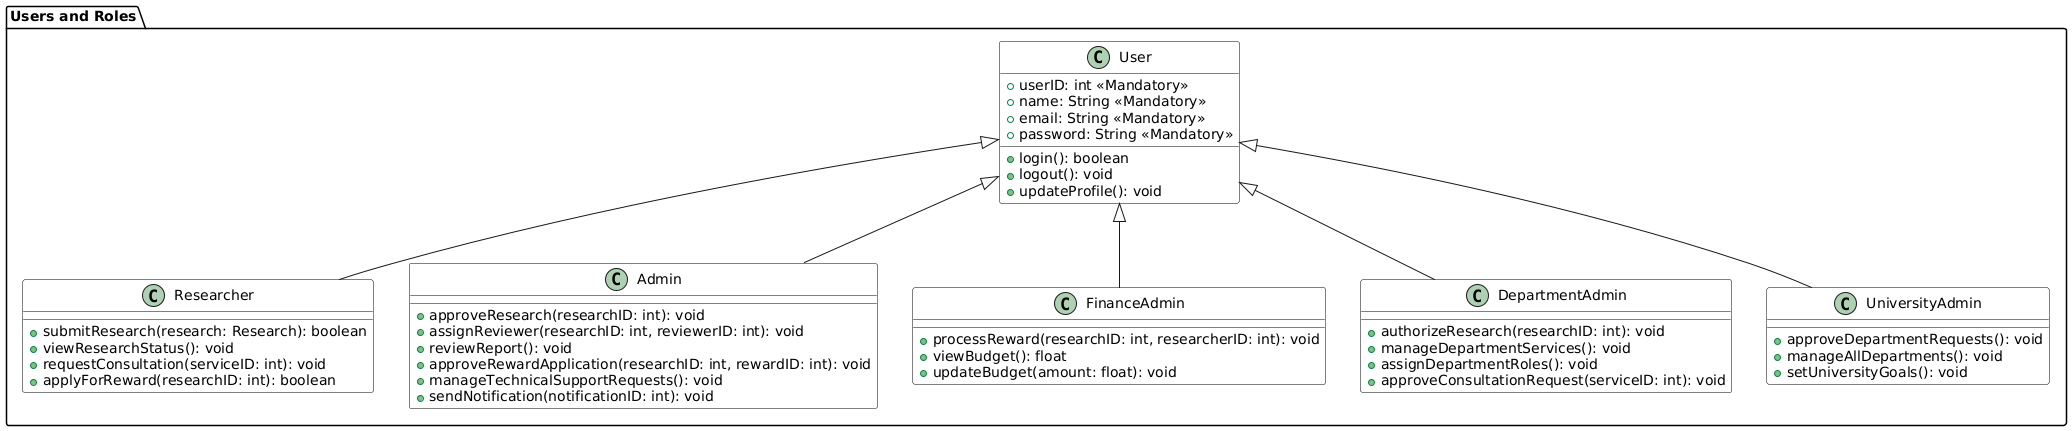 Users and Roles
C User
userID: int «Mandatory»
name: String «Mandatory»
email: String «Mandatory»
password: String «Mandatory»
login(): boolean
logout(): void
updateProfile(): void
C Researcher
submitResearch(research: Research): boolean
viewResearchStatus(): void
requestConsultation(serviceID: int): void
applyForReward(researchID: int): boolean
C Admin
approveResearch(researchID: int): void
assignReviewer(researchID: int, reviewerID: int): void
reviewReport(): void
approveRewardApplication(researchID: int, rewardID: int): void
manageTechnicalSupportRequests(): void
sendNotification(notificationID: int): void
C FinanceAdmin
processReward(researchID: int, researcherID: int): void
viewBudget(): float
updateBudget(amount: float): void
C DepartmentAdmin
authorizeResearch(researchID: int): void
manageDepartmentServices(): void
assignDepartmentRoles(): void
approveConsultationRequest(serviceID: int): void
C UniversityAdmin
approveDepartmentRequests(): void
manageAllDepartments(): void
setUniversityGoals(): void